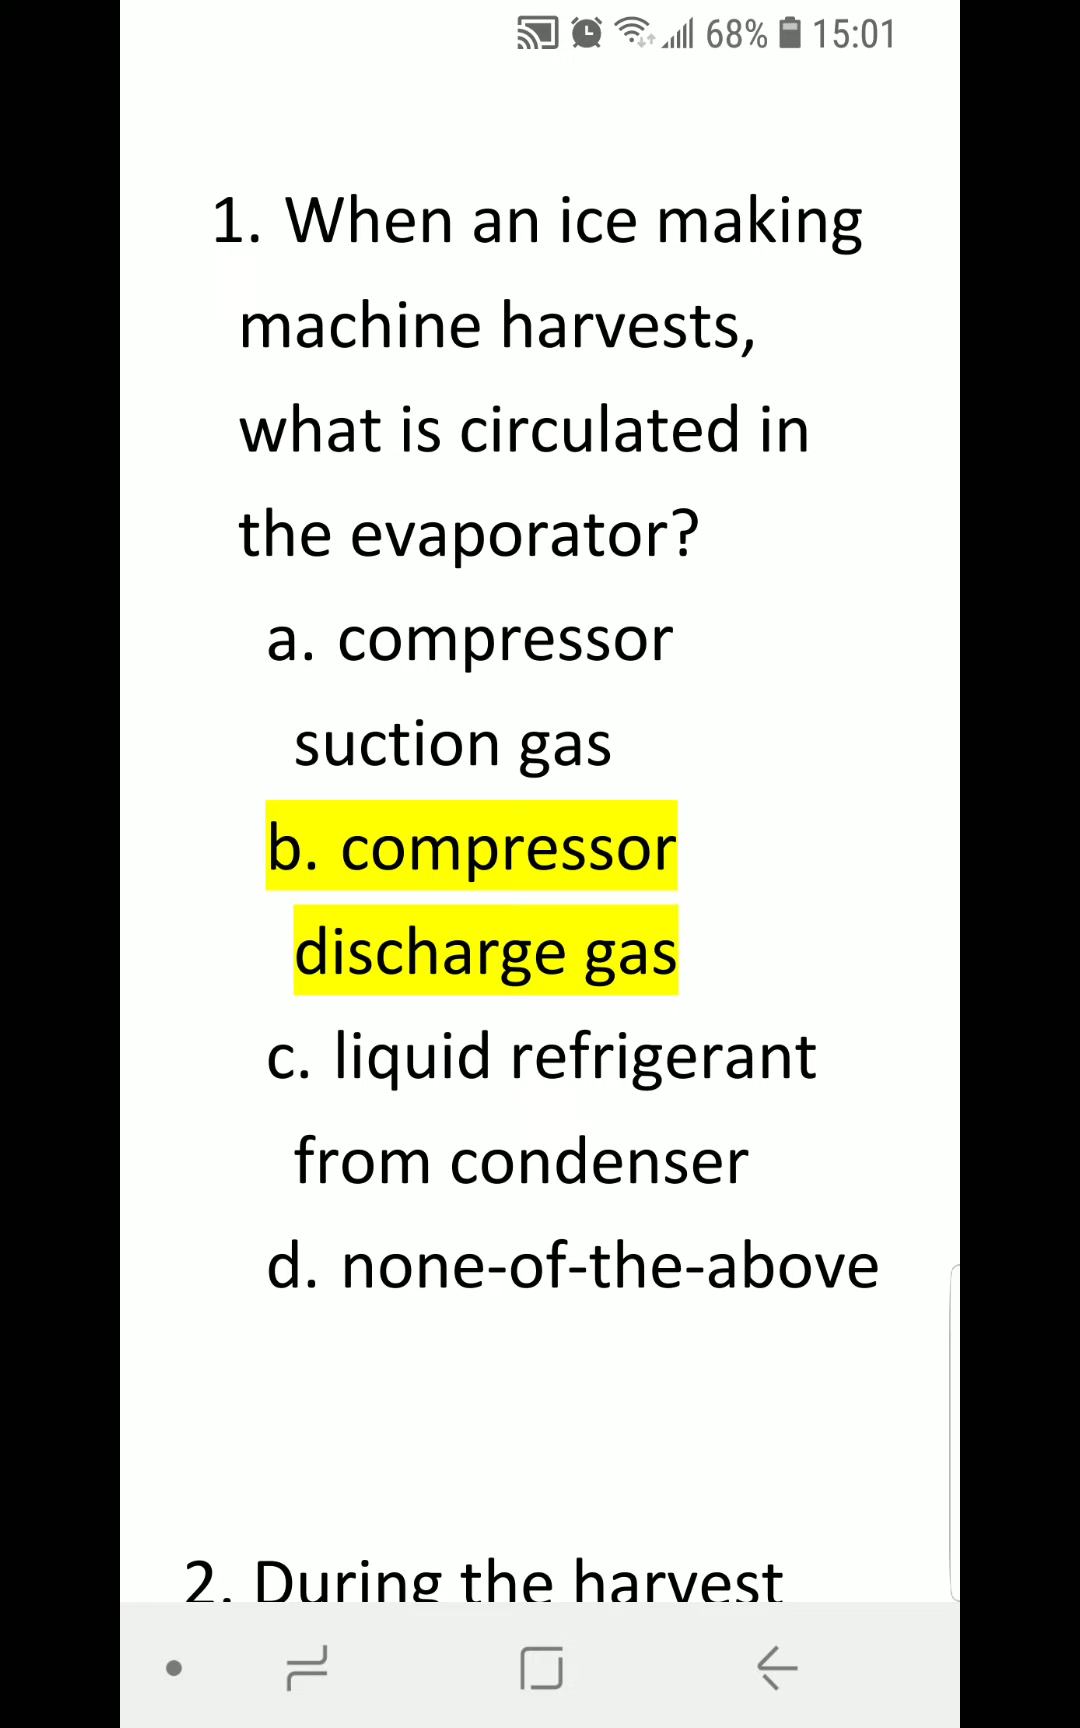 68% 15:01
1. When an ice making
machine harvests,
what is circulated in
the evaporator?
a. compressor
suction gas
b. compressor
discharge gas
c. liquid refrigerant
from condenser
d. none-of-the-above
2. During the harvest